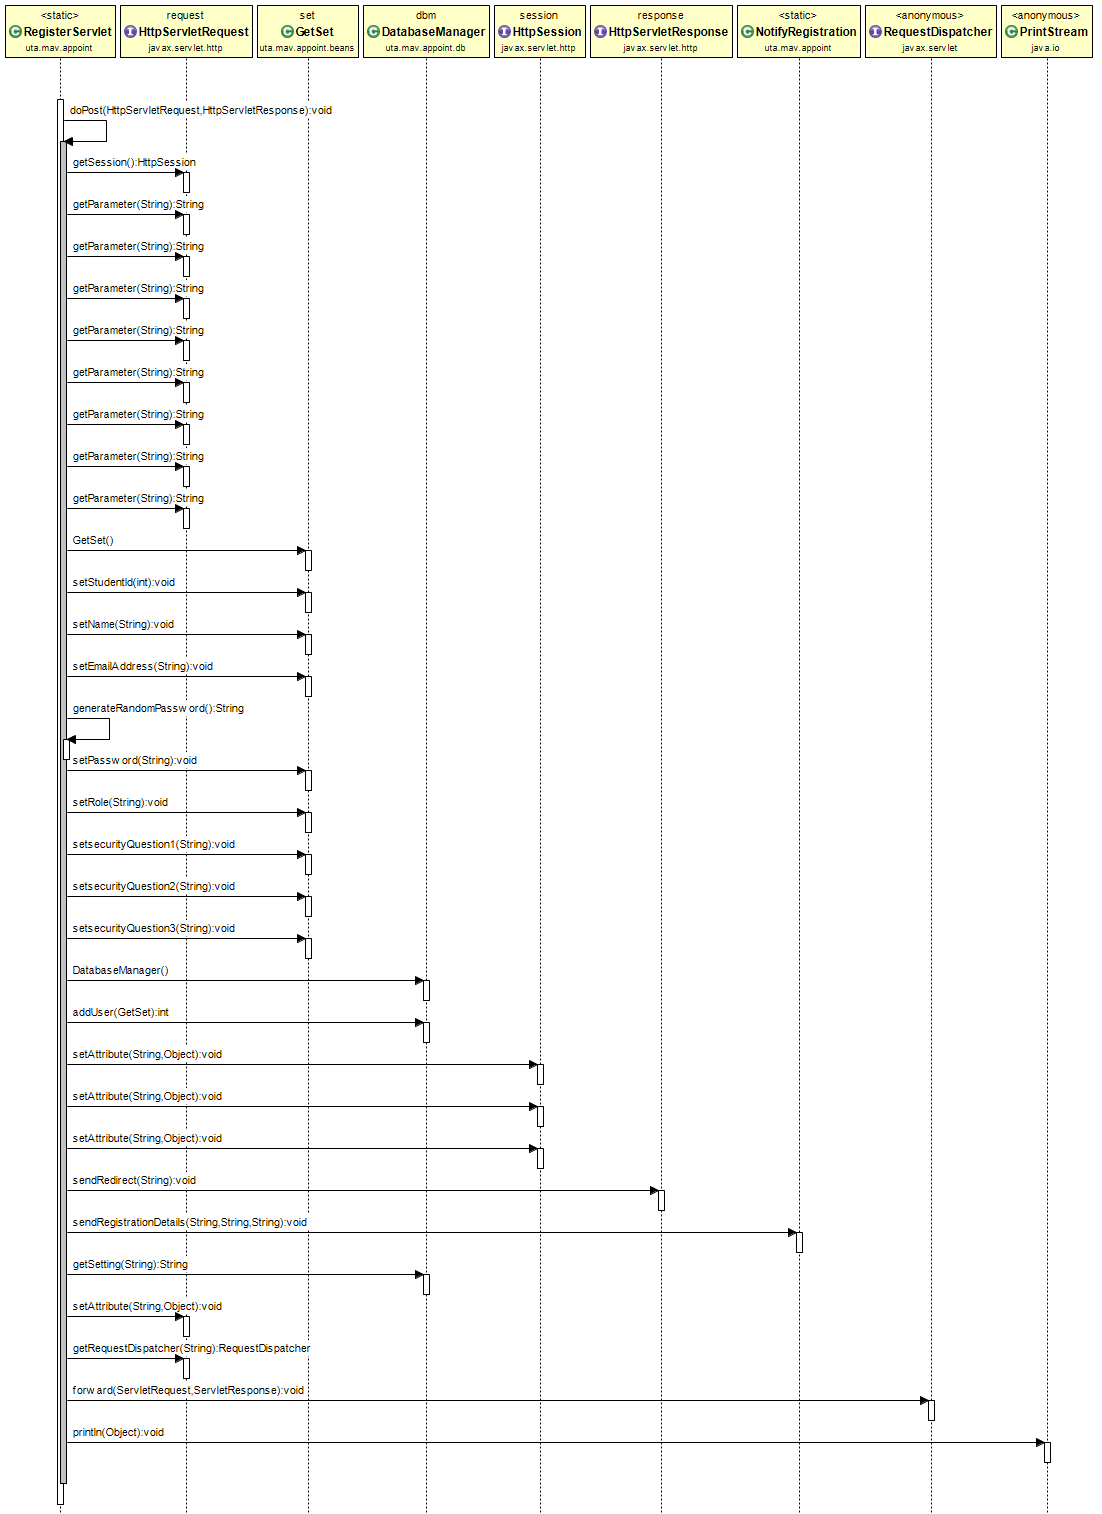 <static>
RegisterServlet
uta.mav.appoint
request
HttpServletRequest
javax.servlet.http
set
GetSet
uta.mav.appoint.beans
dbm
DatabaseManager
uta.mav.appoint.db
session
HttpSession
javax.servlet.http
response
HttpServletResponse
javax.servlet.http
<static>
NotifyRegistration
uta.mav.appoint
<anonymous>
RequestDispatcher
javax.servlet
<anonymous>
PrintStream
java.io
doPost(HttpServletRequest,HttpServletResponse):void
getSession():HttpSession
getParameter(String):String
getParameter(String):String
getParameter(String):String
getParameter(String):String
getParameter(String):String
getParameter(String):String
getParameter(String):String
getParameter(String):String
GetSet()
setStudentId(int):void
setName(String):void
setEmailAddress(String):void
generateRandomPassword():String
setPassword(String):void
setRole(String):void
setsecurityQuestion1(String):void
setsecurityQuestion2(String):void
setsecurityQuestion3(String):void
DatabaseManager()
addUser(GetSet):int
setAttribute(String,Object):void
setAttribute(String,Object):void
setAttribute(String,Object):void
sendRedirect(String):void
sendRegistrationDetails(String,String,String):void
getSetting(String):String
setAttribute(String,Object):void
getRequestDispatcher(String):RequestDispatcher
forward(ServletRequest,ServletResponse):void
println(Object):void